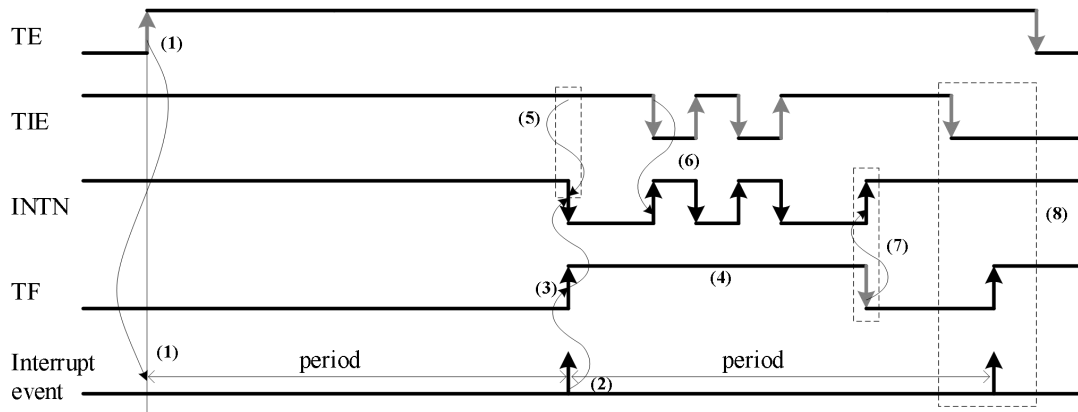 TE
(1)
TIE
(5)
(6)
INTN
(8)
(7)
TF
(3)
(4)
Interrupt
event
(1)
period
(2)
period